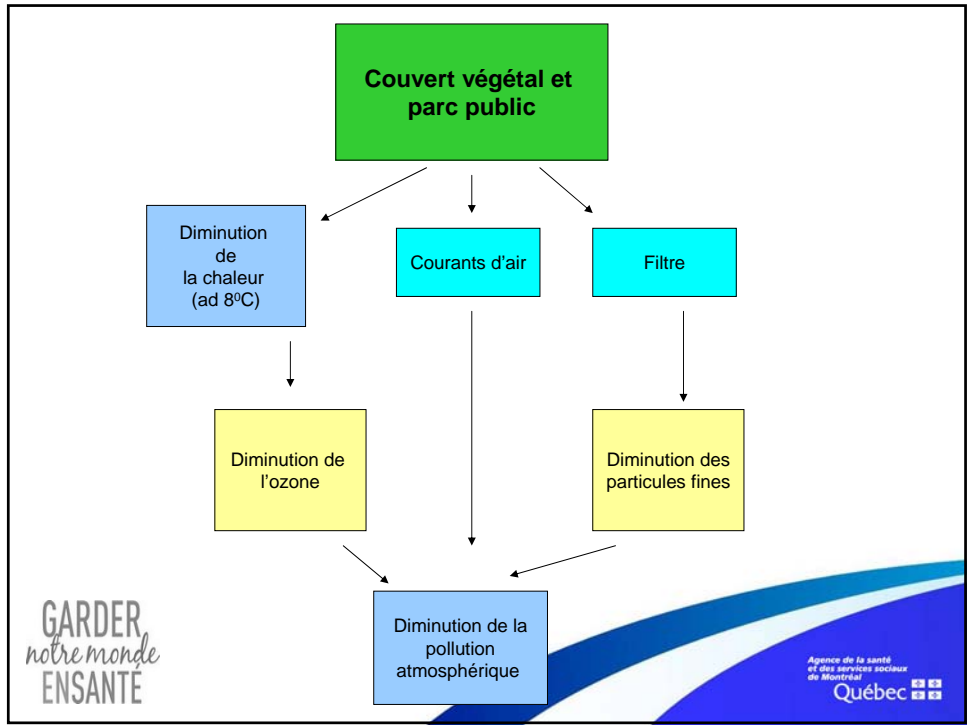 Couvert végétal et
parc public
Diminution
de
la chaleur
(ad 8⁰C)
Courants d'air
Filtre
Diminution de
l'ozone
Diminution des
particules fines
Diminution de la
pollution
atmosphérique
GARDER
notre monde
EN SANTÉ
Agence de la santé
et des services sociaux
de Montréal
Québec